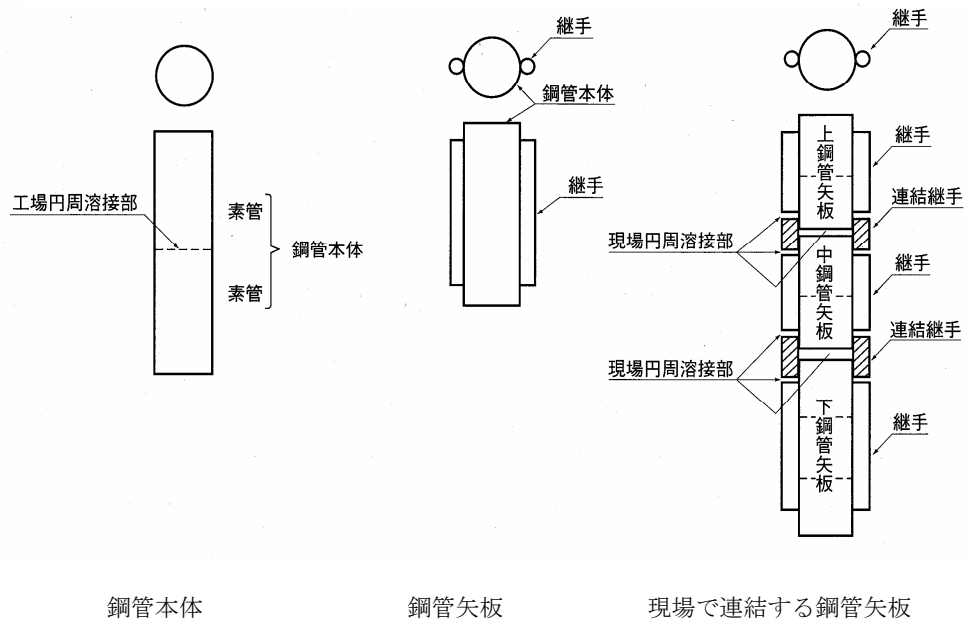 工場円周溶接部
素管
鋼管本体
素管
継手
鋼管本体
継手
継手
上鋼管矢板
継手
連結継手
現場円周溶接部
中鋼管矢板
継手
連結継手
現場円周溶接部
下鋼管矢板
継手
鋼管本体
鋼管矢板
現場で連結する鋼管矢板